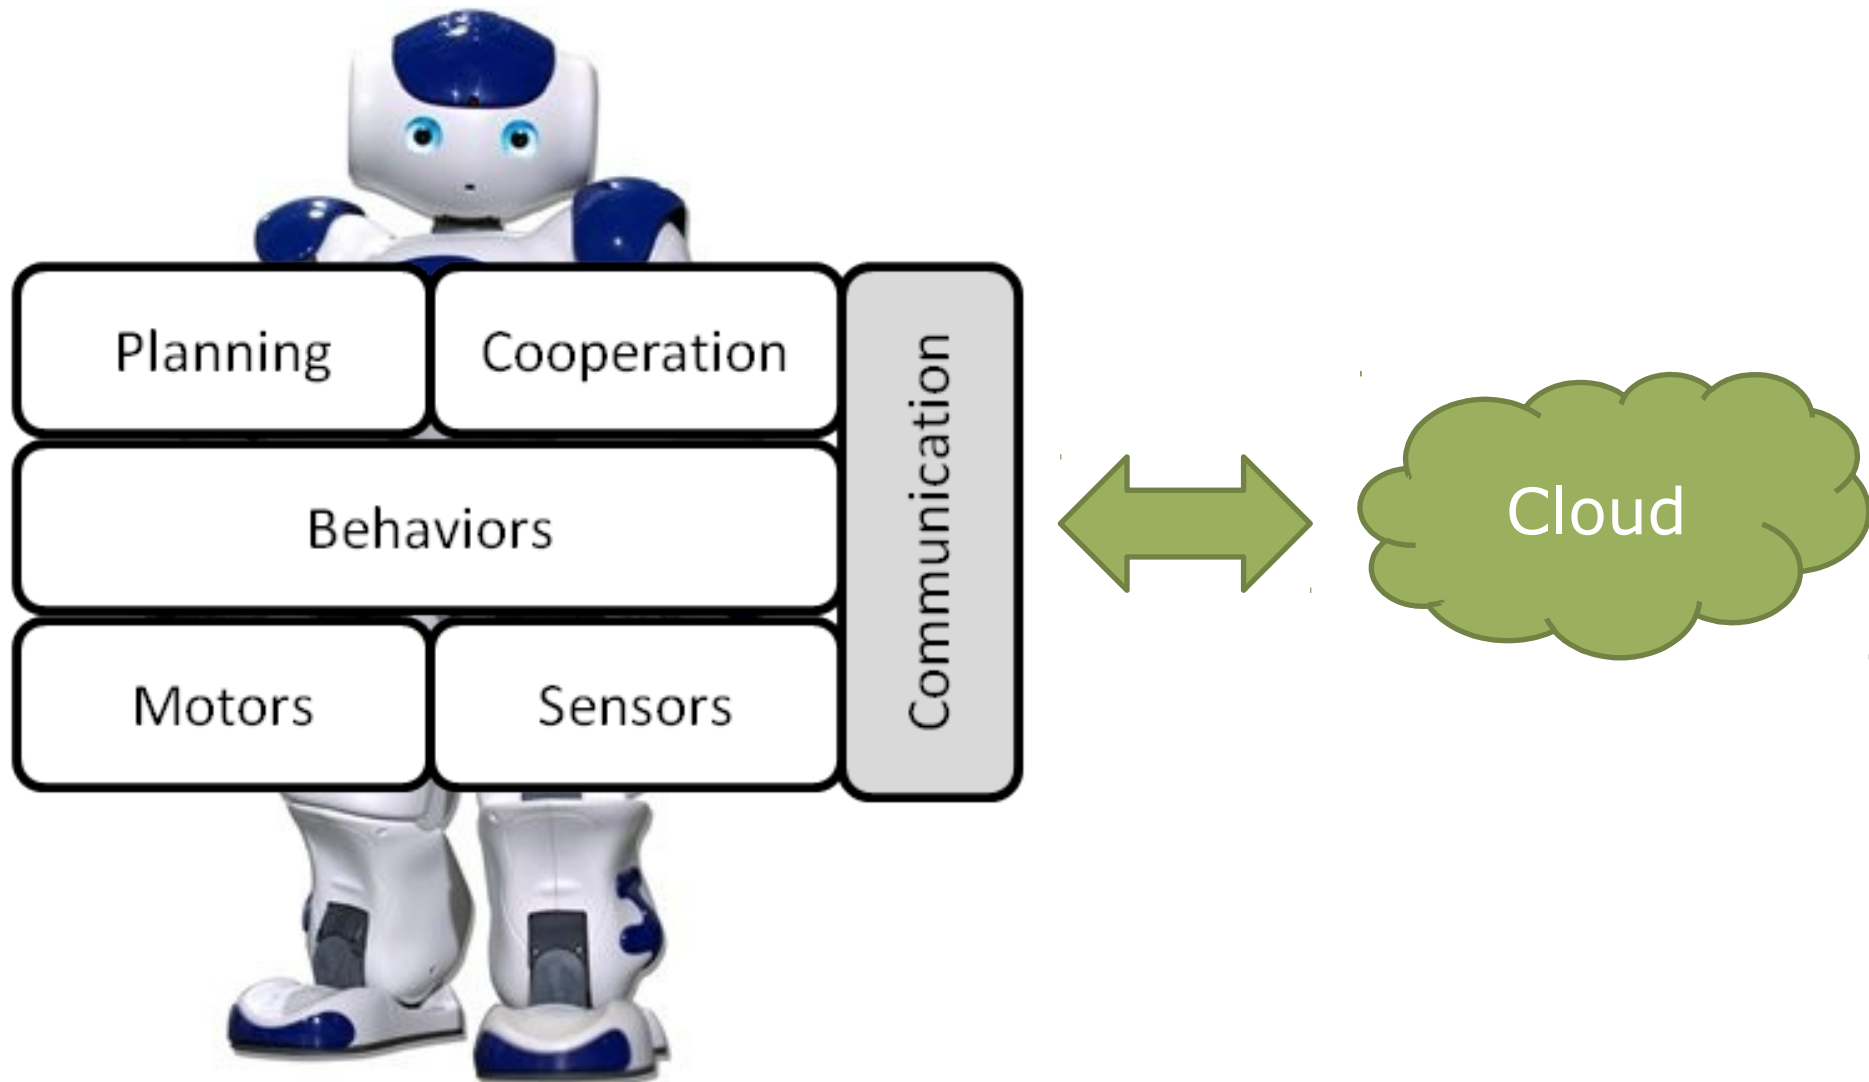 Planning
Cooperation
Communication
Behaviors
Motors
Sensors
Cloud